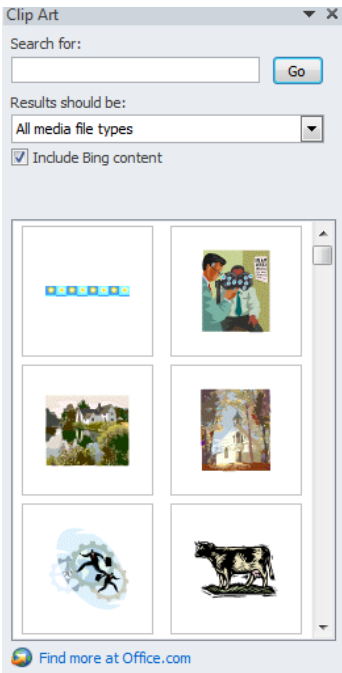 Clip Art
Search for:
Go
Results should be:
All media file types
Include Bing content
Find more at Office.com